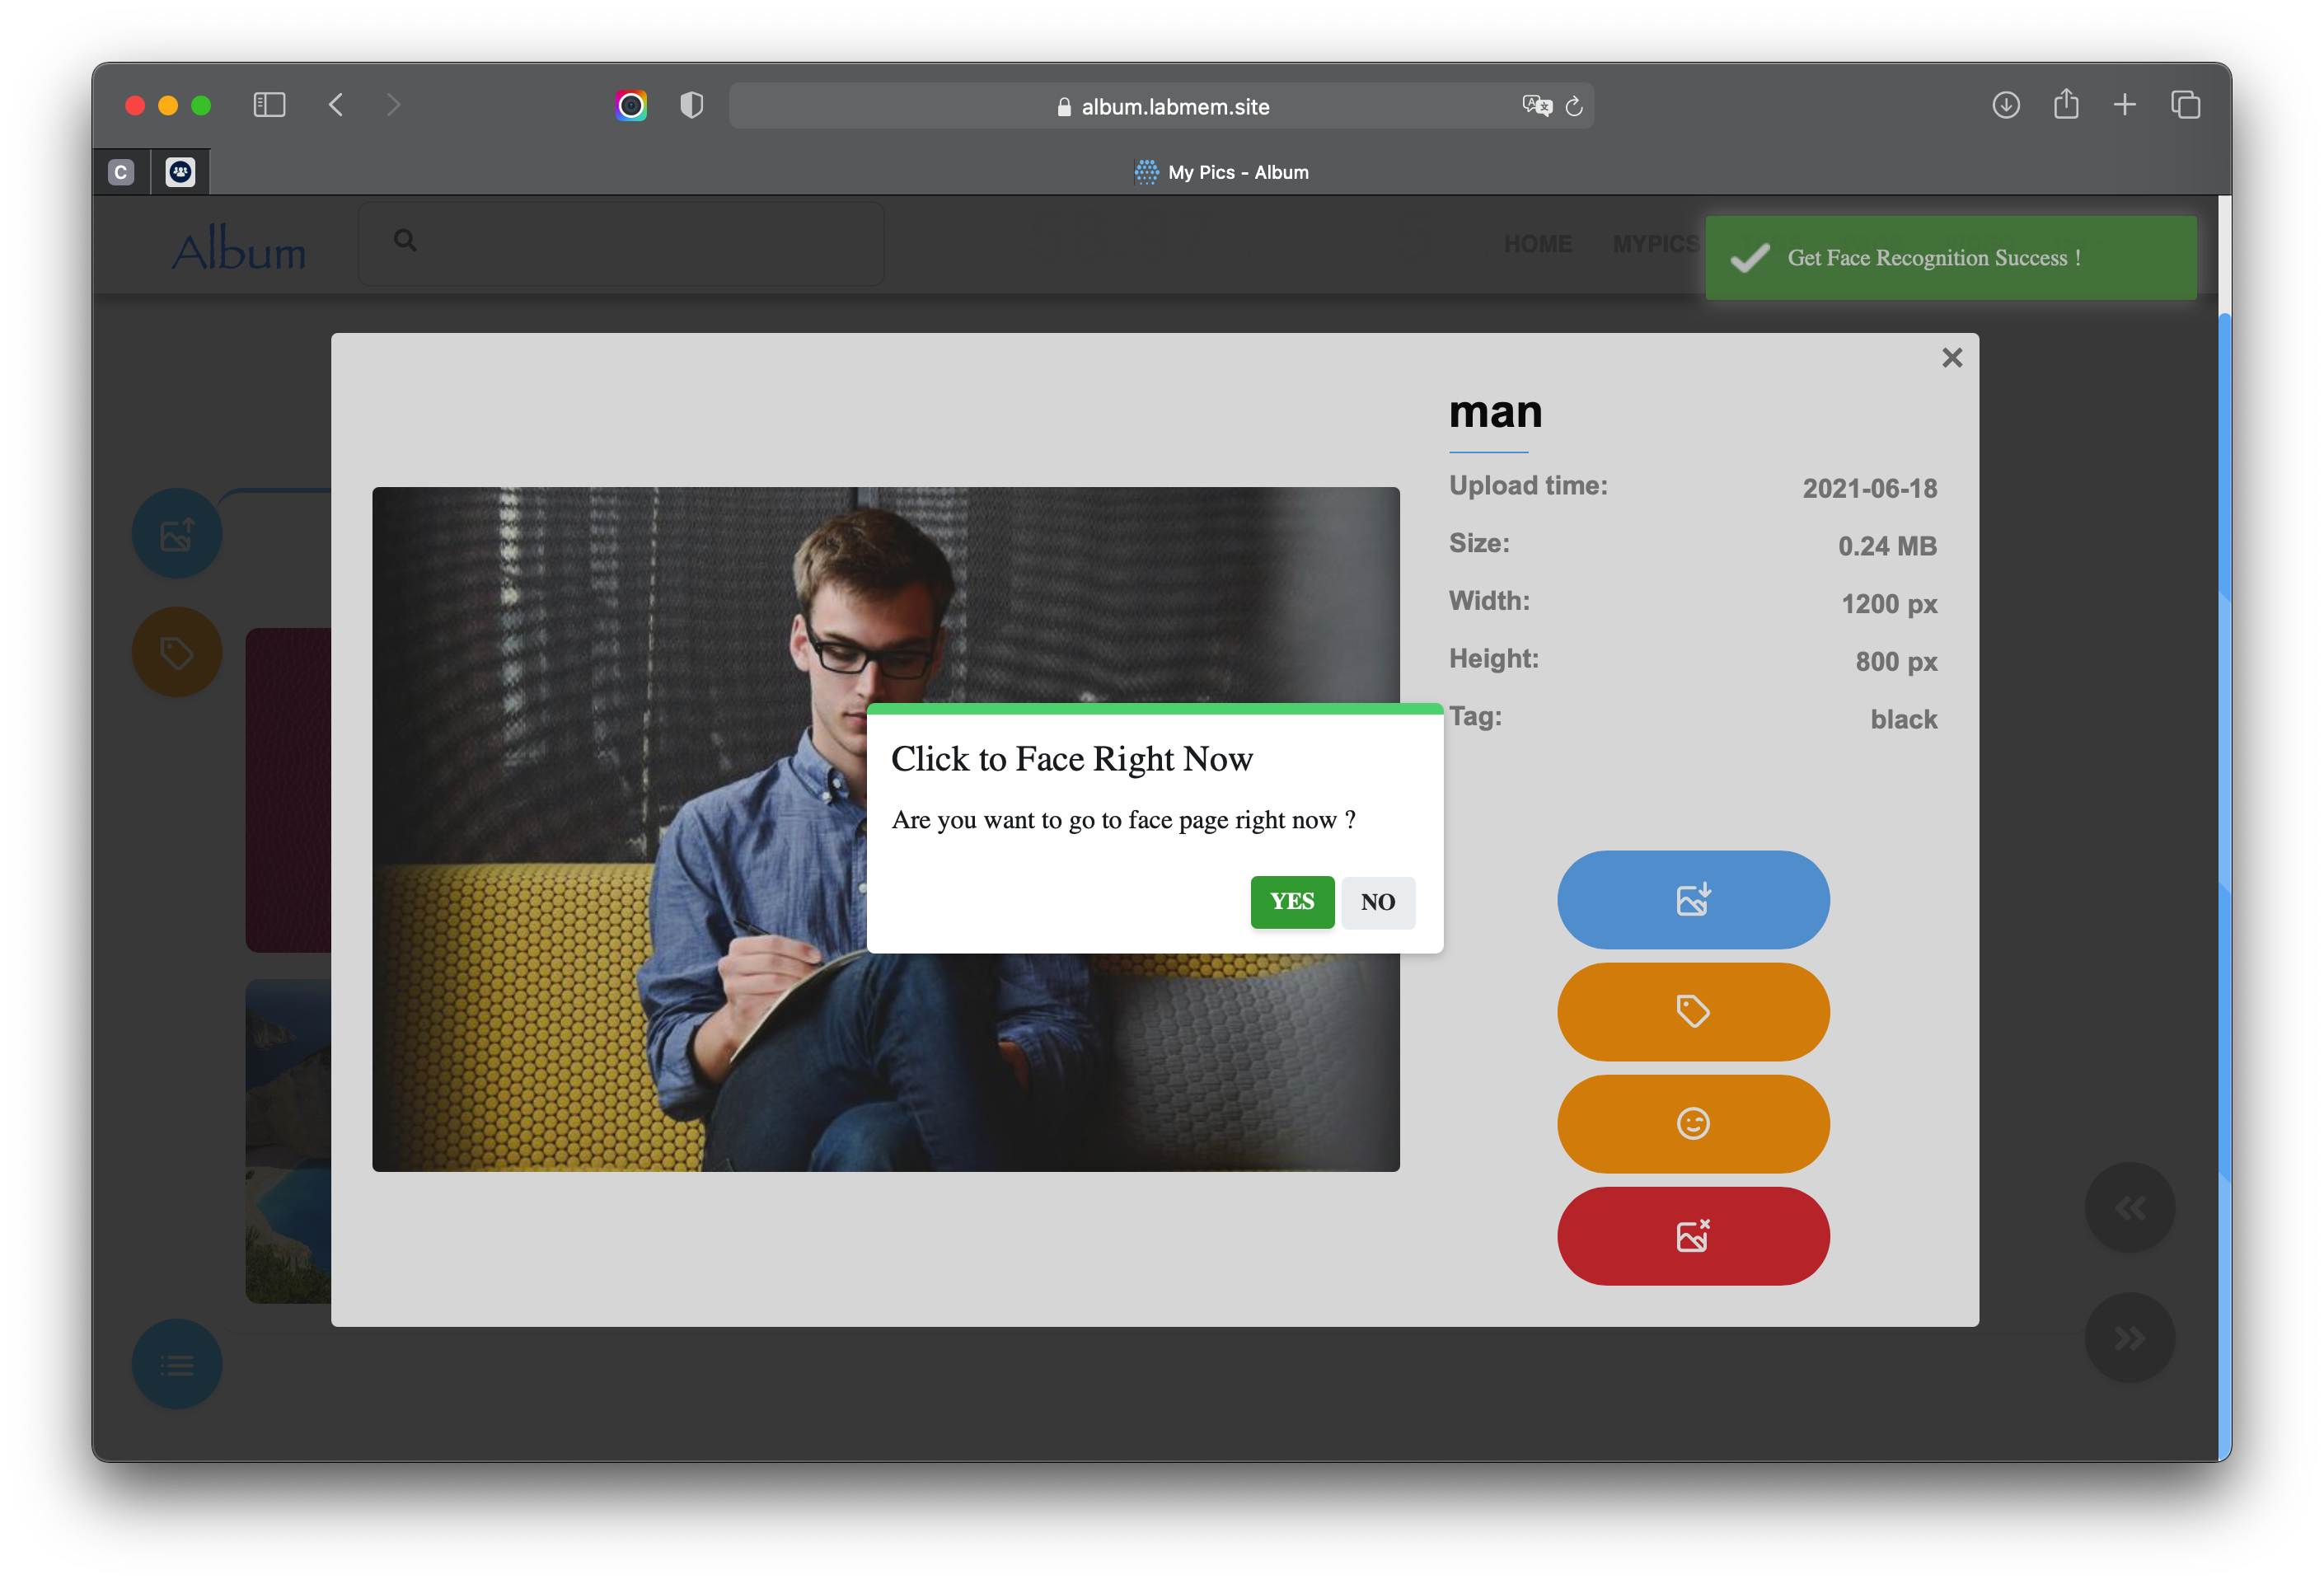 album.labmem.site
C
My Pics - Album
Album
HOME
MYPICS
Get Face Recognition Success !
man
Upload time:
2021-06-18
Size:
0.24 MB
Width:
1200 px
Height:
800 px
Tag:
black
Click to Face Right Now
Are you want to go to face page right now ?
YES
NO